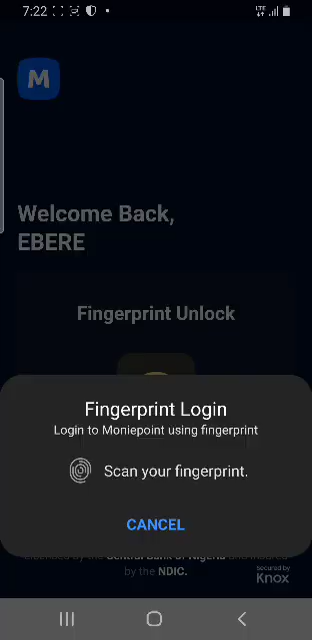 7:22
LTE
M
Welcome Back,
EBERE
Fingerprint Unlock
Fingerprint Login
Login to Moniepoint using fingerprint
Scan your fingerprint.
CANCEL
Central Bank of Nigeria
by the NDIC.
secured by
Knox